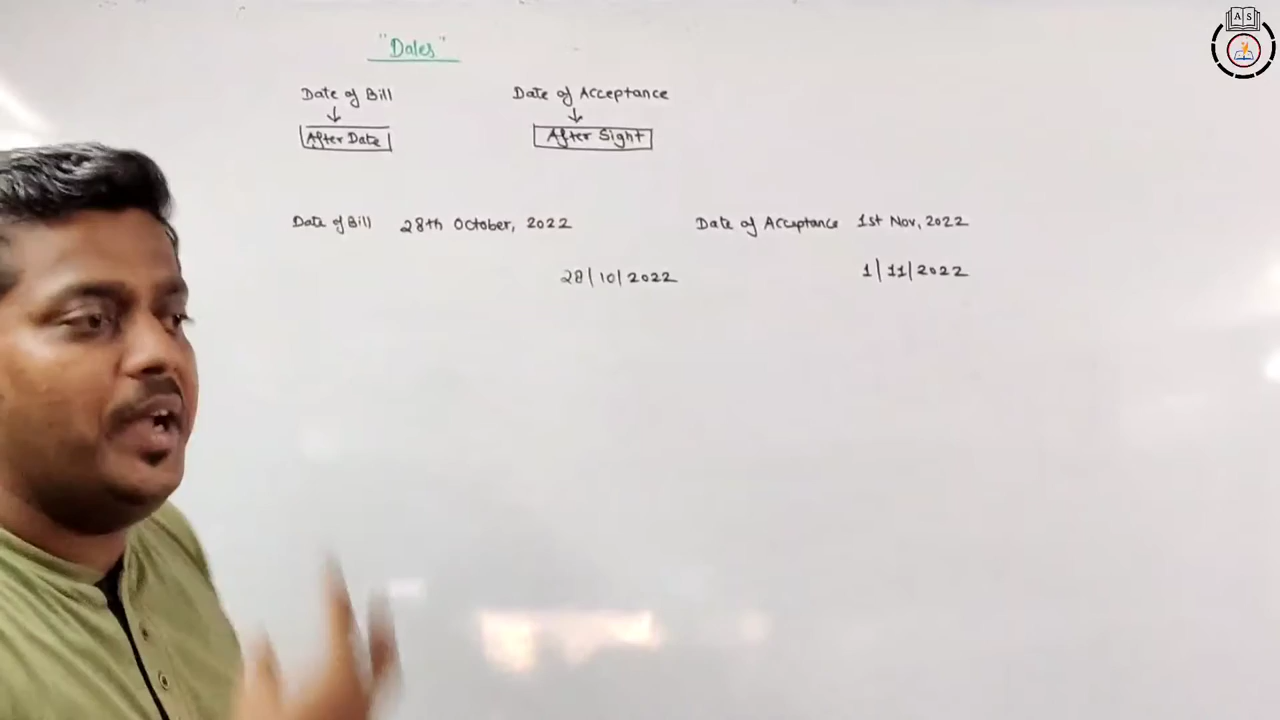 A S
"Dates"
Date of Bill Date of Acceptance
After Date After Sight
Date of Bill 28th October, 2022 Date of Acceptance 1st Nov, 2022
28/10/2022 1/11/2022